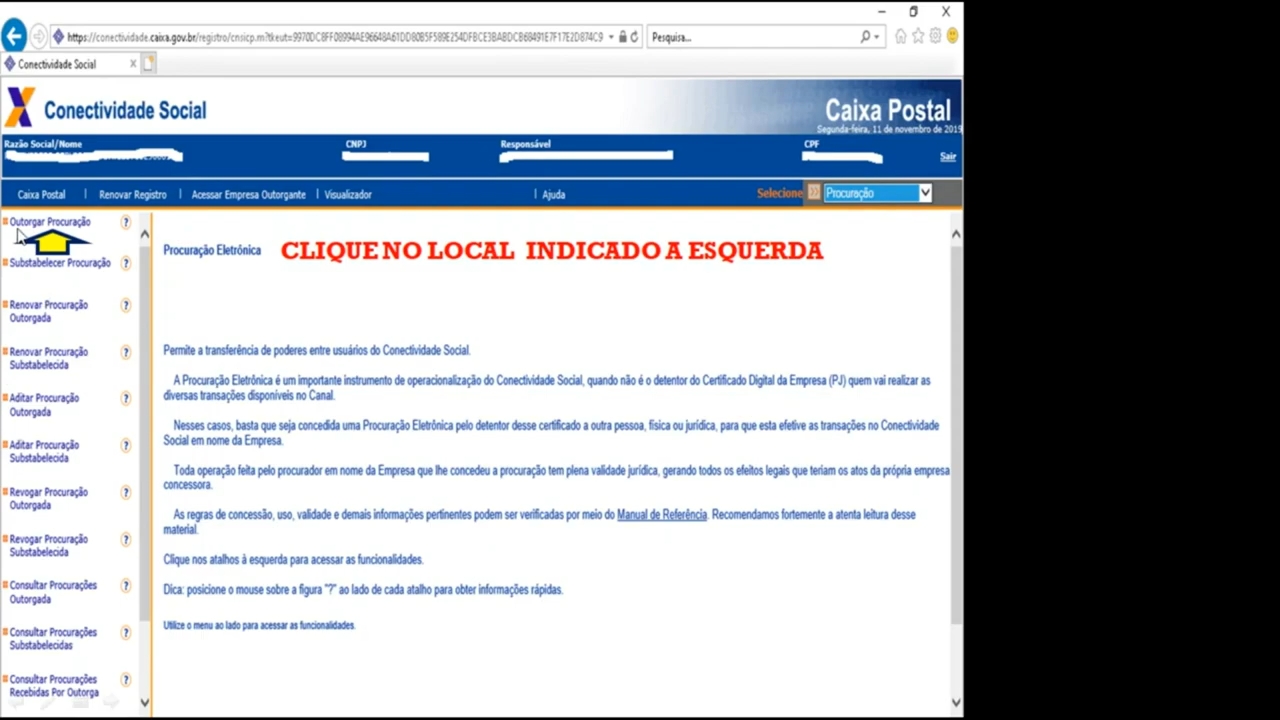 https://conectividade.caixa.gov.br/registro/cnsicp.m?tkeut=9970DC8FF08994AE96648A61DD80B5F589E254DFBCE3BABDCB68491E7F17E2D874C9
Pesquisa...
Conectividade Social
Conectividade Social
Caixa Postal
Segunda-feira, 11 de novembro de 2019
Razão Social/Nome CNPJ Responsável CPF
Sair
Caixa Postal | Renovar Registro | Acessar Empresa Outorgante | Visualizador | Ajuda Selecione Procuração
Outorgar Procuração ?
Substabelecer Procuração ?
Renovar Procuração ?
Outorgada
Renovar Procuração ?
Substabelecida
Aditar Procuração ?
Outorgada
Aditar Procuração ?
Substabelecida
Revogar Procuração ?
Outorgada
Revogar Procuração ?
Substabelecida
Consultar Procurações ?
Outorgada
Consultar Procurações ?
Substabelecidas
Consultar Procurações ?
Recebidas Por Outorga
Procuração Eletrônica CLIQUE NO LOCAL INDICADO A ESQUERDA
Permite a transferência de poderes entre usuários do Conectividade Social.
A Procuração Eletrônica é um importante instrumento de operacionalização do Conectividade Social, quando não é o detentor do Certificado Digital da Empresa (PJ) quem vai realizar as
diversas transações disponíveis no Canal.
Nesses casos, basta que seja concedida uma Procuração Eletrônica pelo detentor desse certificado a outra pessoa, física ou jurídica, para que esta efetive as transações no Conectividade
Social em nome da Empresa.
Toda operação feita pelo procurador em nome da Empresa que lhe concedeu a procuração tem plena validade jurídica, gerando todos os efeitos legais que teriam os atos da própria empresa
concessora.
As regras de concessão, uso, validade e demais informações pertinentes podem ser verificadas por meio do Manual de Referência. Recomendamos fortemente a atenta leitura desse
material.
Clique nos atalhos à esquerda para acessar as funcionalidades.
Dica: posicione o mouse sobre a figura "?" ao lado de cada atalho para obter informações rápidas.
Utilize o menu ao lado para acessar as funcionalidades.